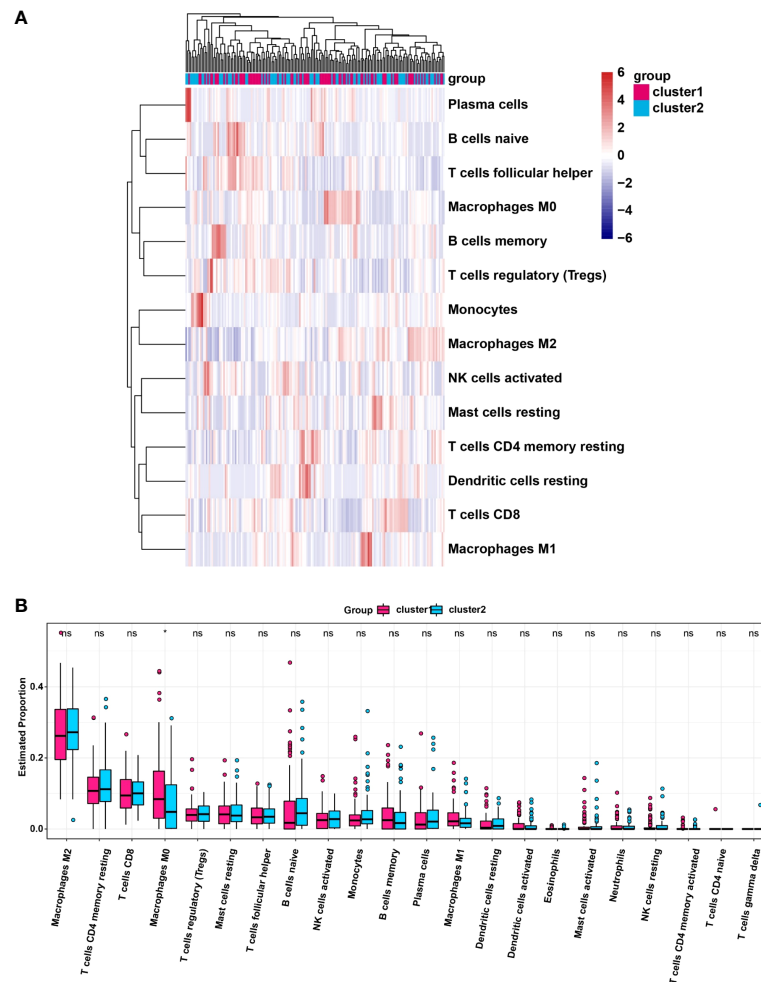 A
group
Plasma cells
B cells naive
T cells follicular helper
Macrophages M0
B cells memory
T cells regulatory (Tregs)
Monocytes
Macrophages M2
NK cells activated
Mast cells resting
T cells CD4 memory resting
Dendritic cells resting
T cells CD8
Macrophages M1
6
4
2
0
−2
−4
−6
group
cluster1
cluster2
B
Group cluster1 cluster2
ns ns ns * ns ns ns ns ns ns ns ns ns ns ns ns ns ns ns ns ns ns
Estimated Proportion
0.4
0.2
0.0
Macrophages M2
T cells CD4 memory resting
T cells CD8
Macrophages M0
T cells regulatory (Tregs)
Mast cells resting
T cells follicular helper
B cells naive
NK cells activated
Monocytes
B cells memory
Plasma cells
Macrophages M1
Dendritic cells resting
Dendritic cells activated
Eosinophils
Mast cells activated
Neutrophils
NK cells resting
T cells CD4 memory activated
T cells CD4 naive
T cells gamma delta